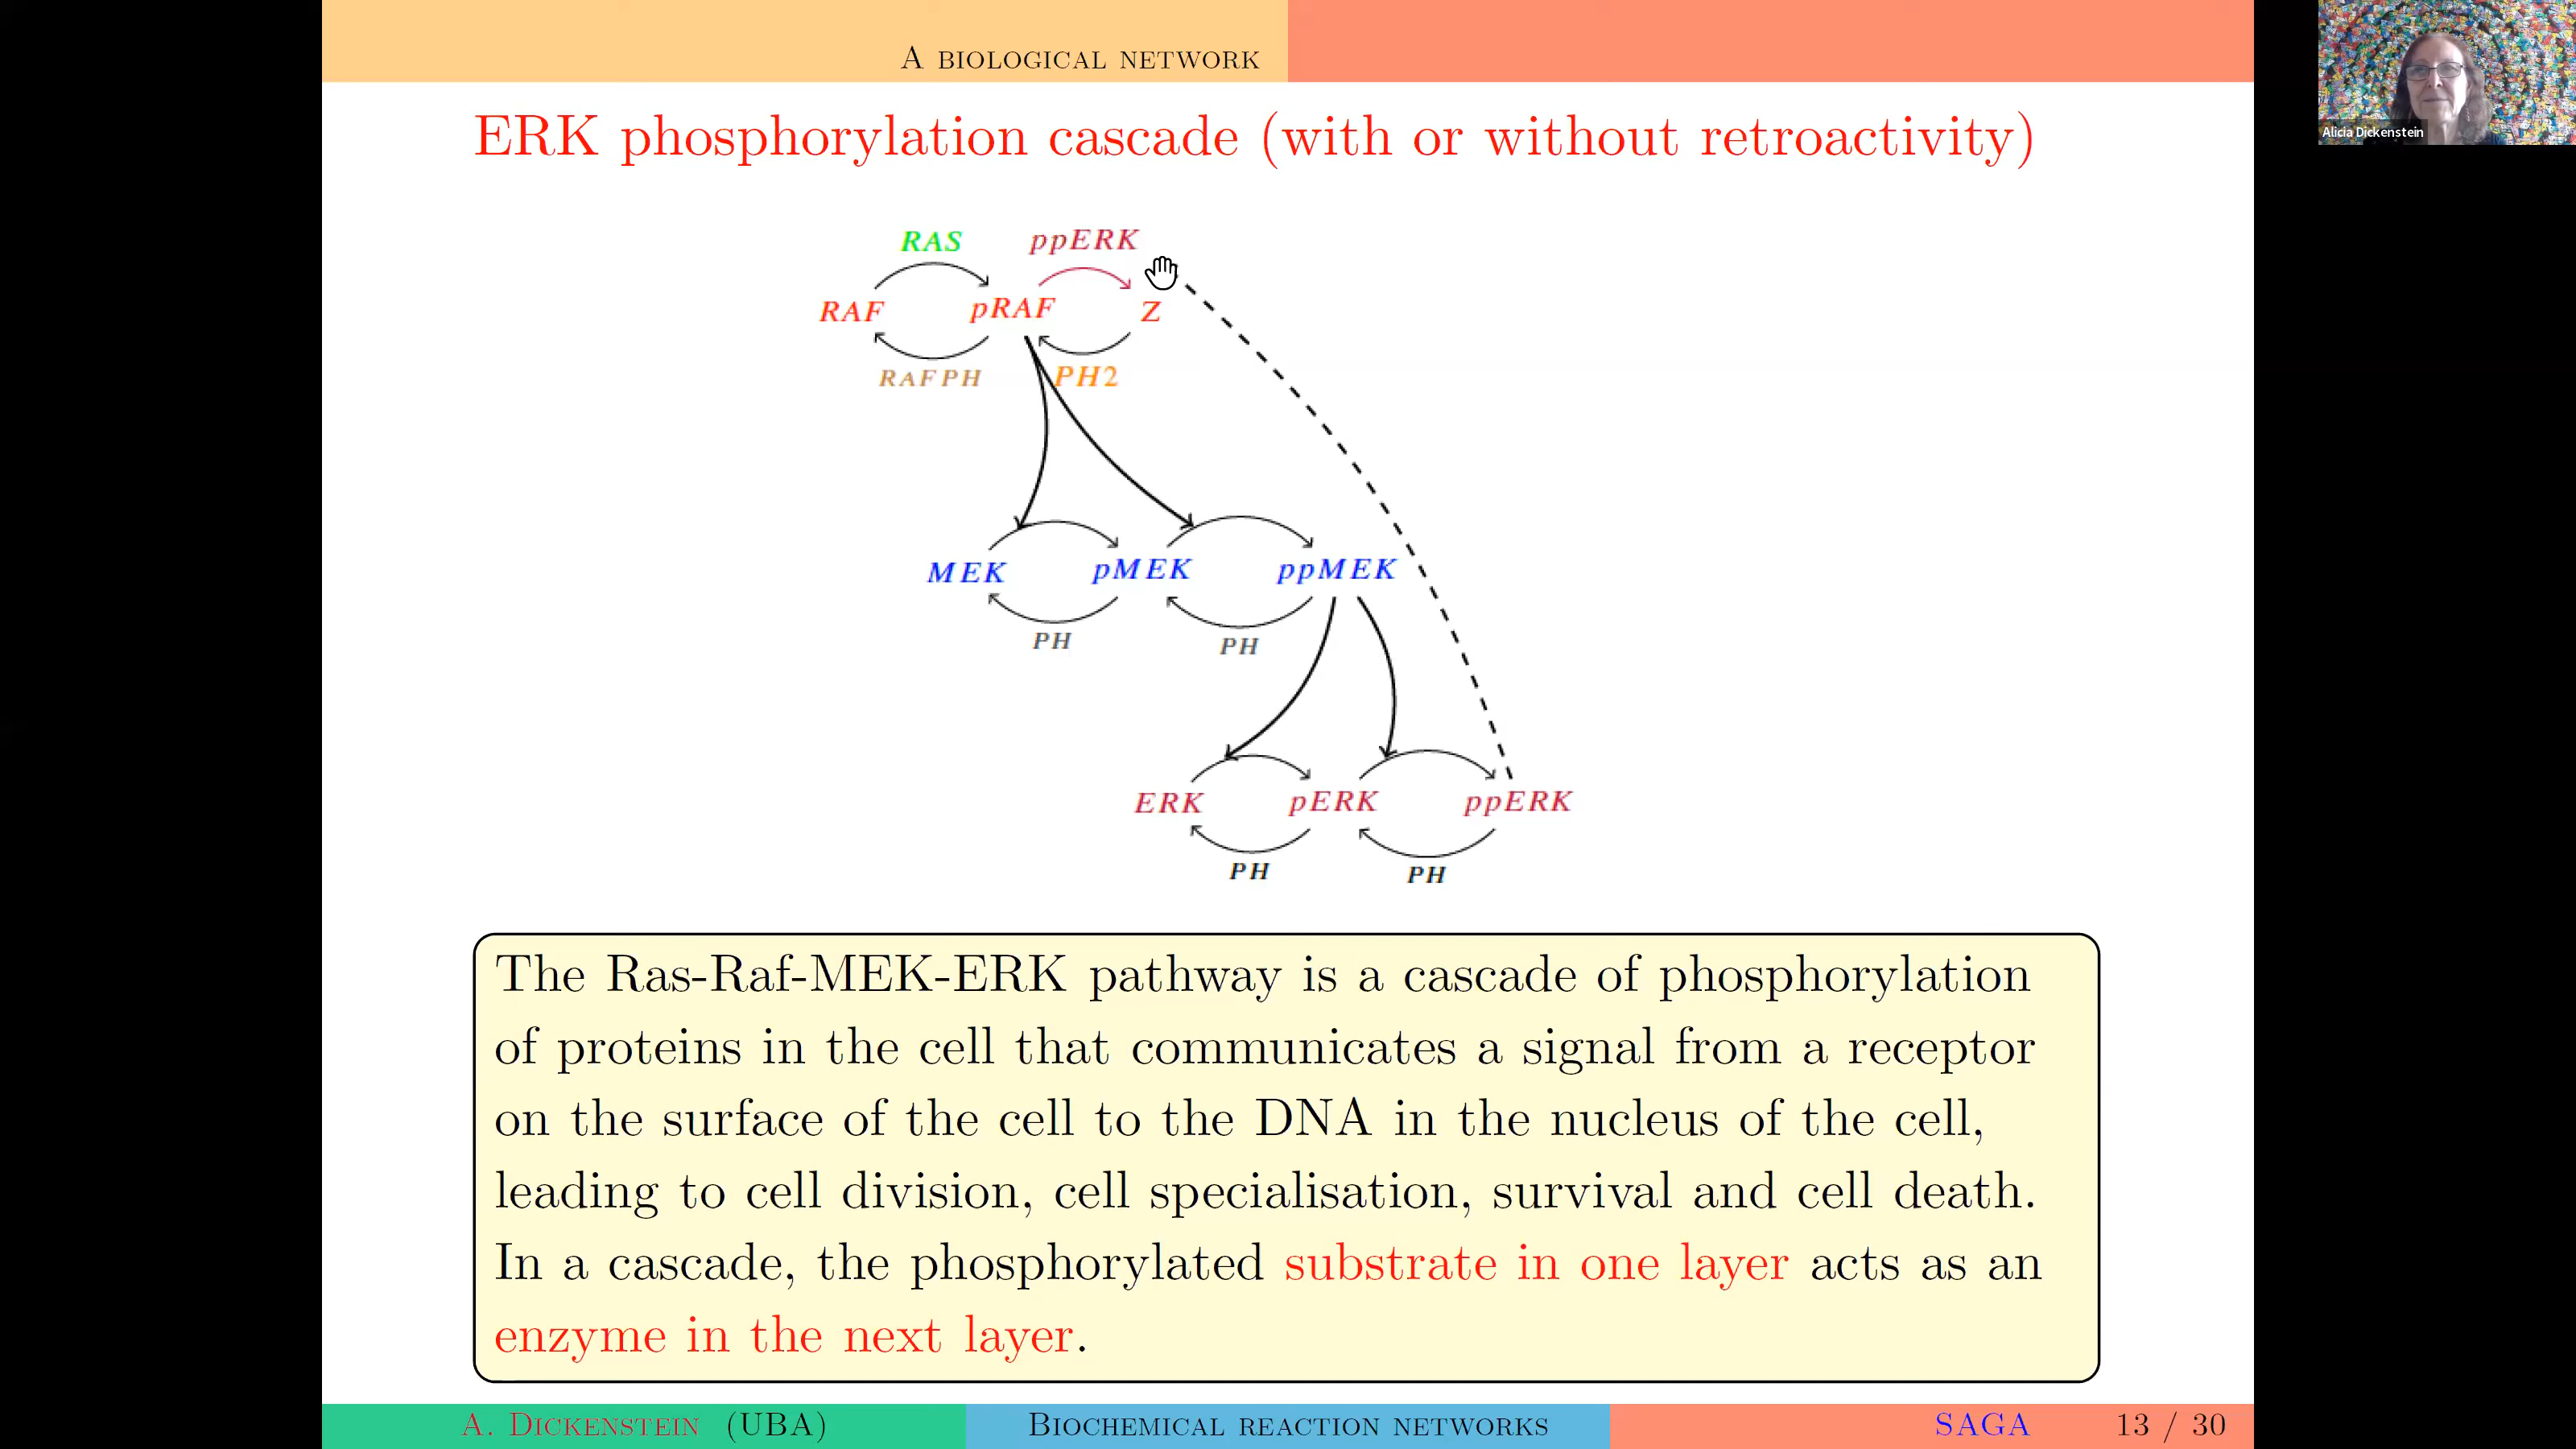 A BIOLOGICAL NETWORK
Alicia Dickenstein
ERK phosphorylation cascade (with or without retroactivity)
RAS ppERK
RAF pRAF Z
RAFPH PH2
MEK pMEK ppMEK
PH PH
ERK pERK ppERK
PH PH
The Ras-Raf-MEK-ERK pathway is a cascade of phosphorylation
of proteins in the cell that communicates a signal from a receptor
on the surface of the cell to the DNA in the nucleus of the cell,
leading to cell division, cell specialisation, survival and cell death.
In a cascade, the phosphorylated substrate in one layer acts as an
enzyme in the next layer.
A. DICKENSTEIN (UBA) BIOCHEMICAL REACTION NETWORKS SAGA 13 / 30